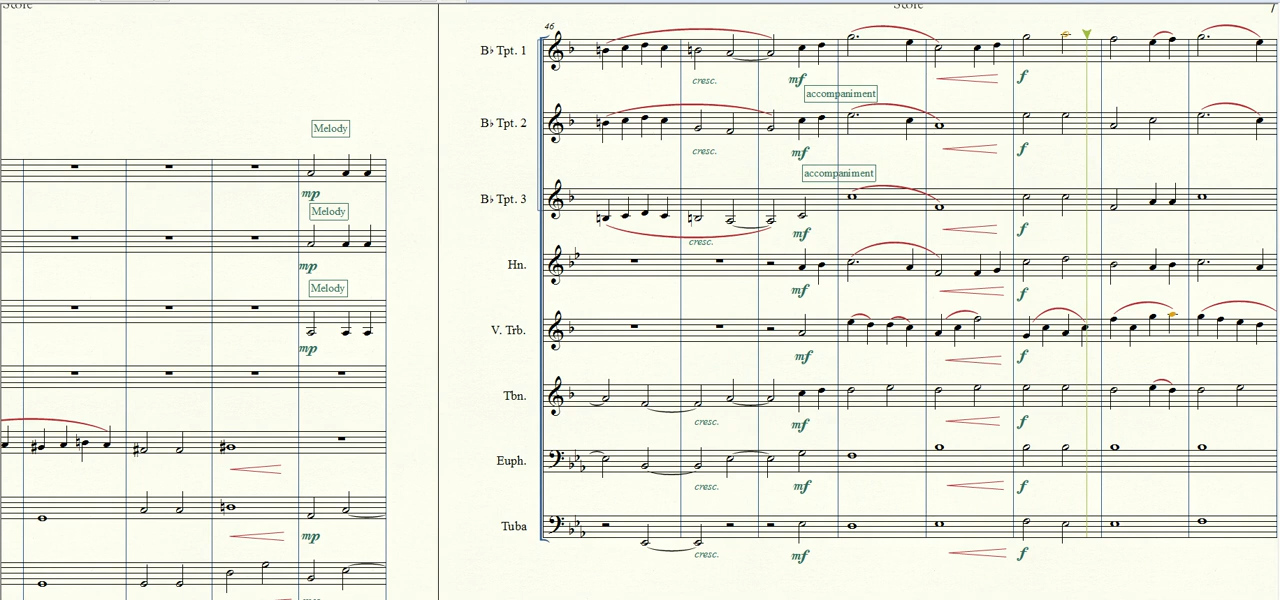 Score
Melody
mp
Melody
mp
Melody
mp
mp
Score
7
46
B♭ Tpt. 1
cresc.
mf
f
accompaniment
B♭ Tpt. 2
cresc.
mf
f
accompaniment
B♭ Tpt. 3
cresc.
mf
f
Hn.
mf
f
V. Trb.
mf
f
Tbn.
cresc.
mf
f
Euph.
cresc.
mf
f
Tuba
cresc.
mf
f